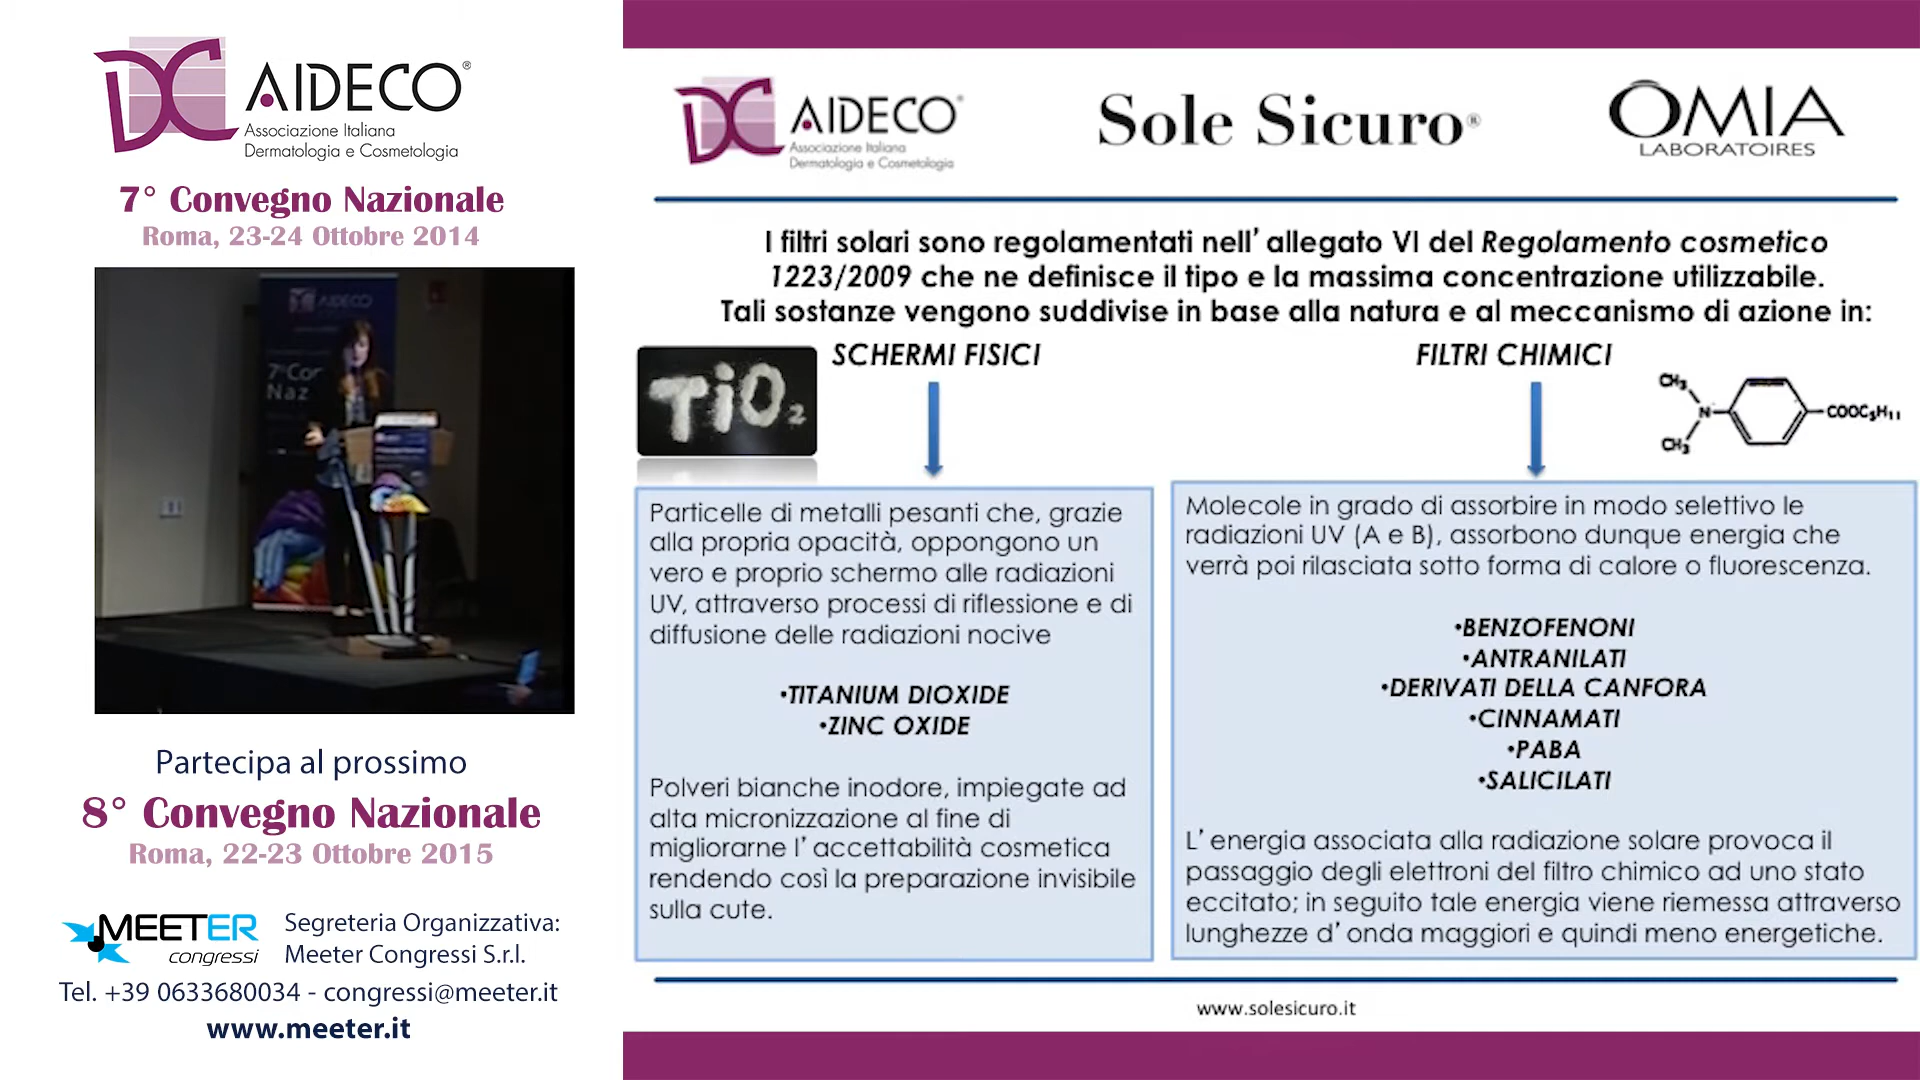 DC AIDECO®
Associazione Italiana
Dermatologia e Cosmetologia
7° Convegno Nazionale
Roma, 23-24 Ottobre 2014
AIDECO
7° Con
Naz
Partecipa al prossimo
8° Convegno Nazionale
Roma, 22-23 Ottobre 2015
MEETER
congressi
Segreteria Organizzativa:
Meeter Congressi S.r.l.
Tel. +39 0633680034 - congressi@meeter.it
www.meeter.it
DC AIDECO®
Associazione Italiana
Dermatologia e Cosmetologia
Sole Sicuro®
OMIA
LABORATOIRES
I filtri solari sono regolamentati nell' allegato VI del Regolamento cosmetico
1223/2009 che ne definisce il tipo e la massima concentrazione utilizzabile.
Tali sostanze vengono suddivise in base alla natura e al meccanismo di azione in:
TiO2
SCHERMI FISICI
Particelle di metalli pesanti che, grazie
alla propria opacità, oppongono un
vero e proprio schermo alle radiazioni
UV, attraverso processi di riflessione e di
diffusione delle radiazioni nocive
•TITANIUM DIOXIDE
•ZINC OXIDE
Polveri bianche inodore, impiegate ad
alta micronizzazione al fine di
migliorarne l' accettabilità cosmetica
rendendo così la preparazione invisibile
sulla cute.
FILTRI CHIMICI
CH3
N
COOC5H11
CH3
Molecole in grado di assorbire in modo selettivo le
radiazioni UV (A e B), assorbono dunque energia che
verrà poi rilasciata sotto forma di calore o fluorescenza.
•BENZOFENONI
•ANTRANILATI
•DERIVATI DELLA CANFORA
•CINNAMATI
•PABA
•SALICILATI
L' energia associata alla radiazione solare provoca il
passaggio degli elettroni del filtro chimico ad uno stato
eccitato; in seguito tale energia viene riemessa attraverso
lunghezze d' onda maggiori e quindi meno energetiche.
www.solesicuro.it